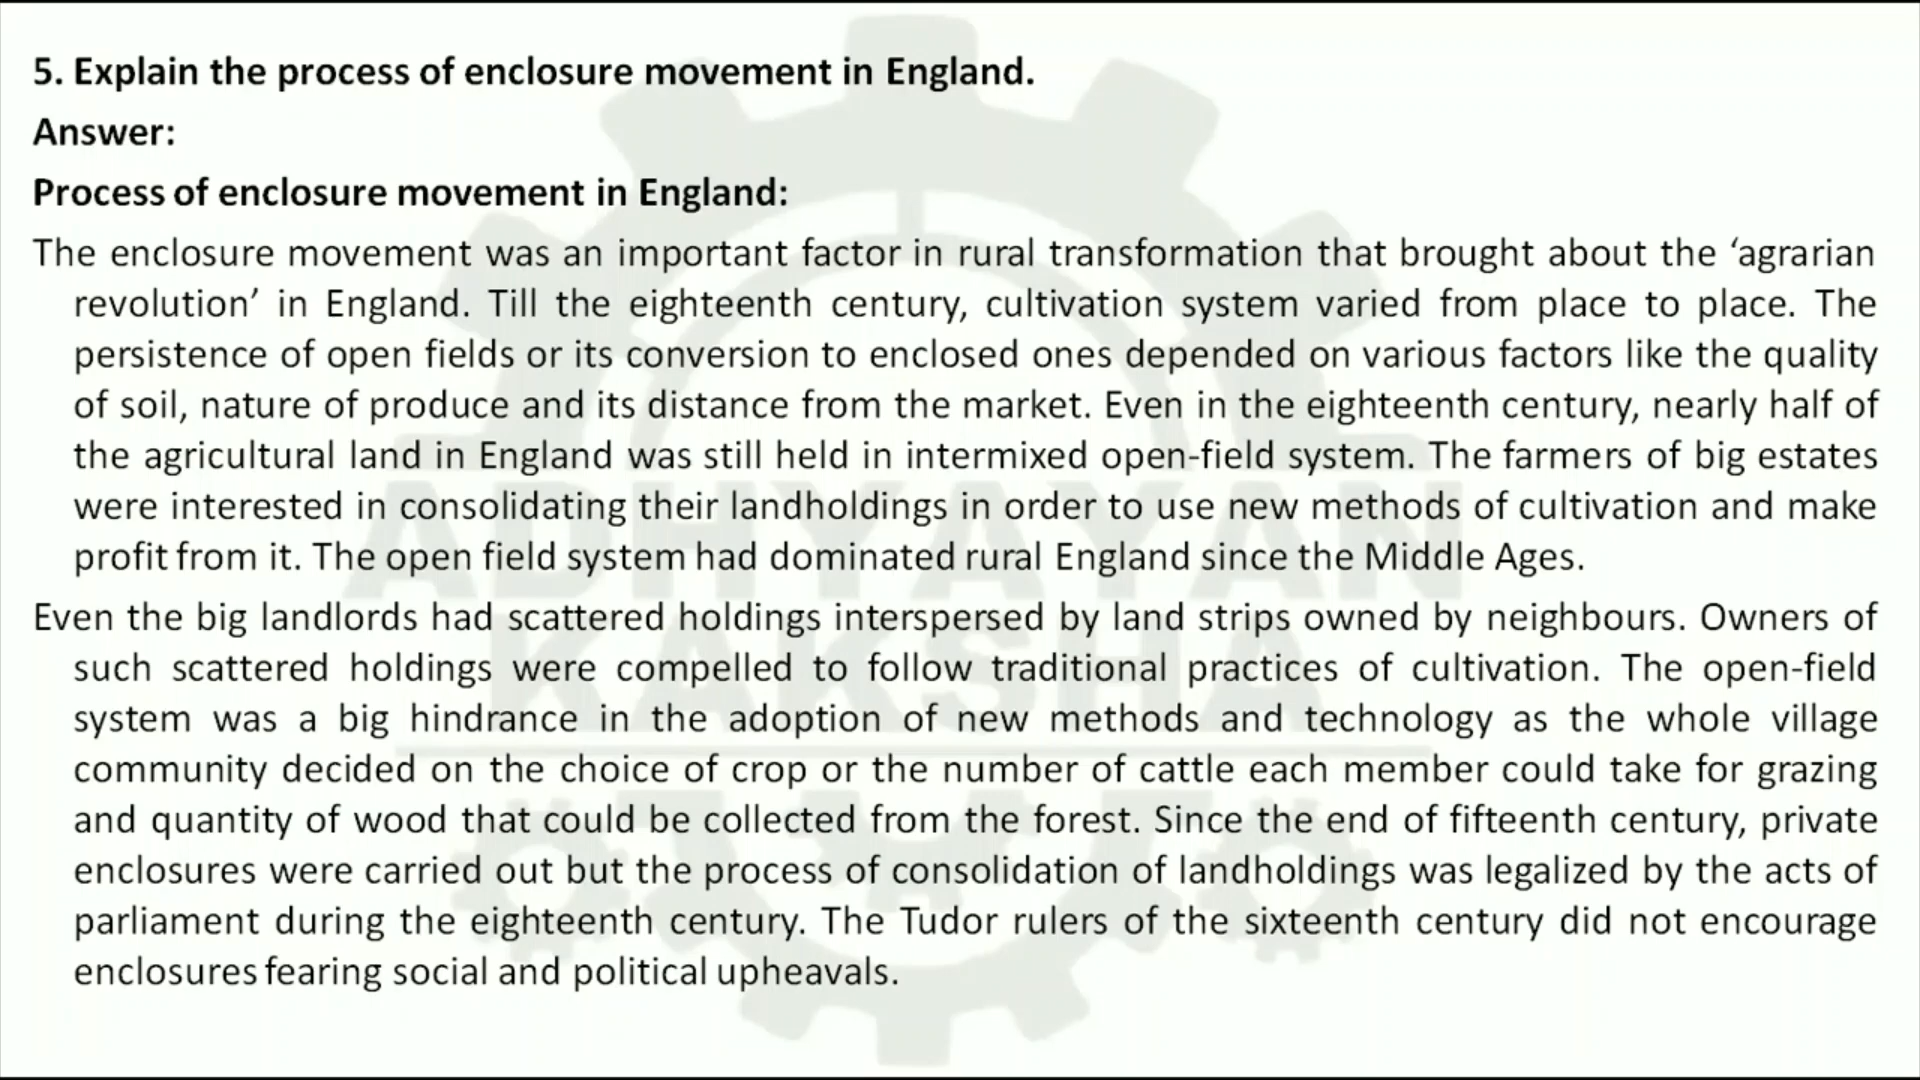 5. Explain the process of enclosure movement in England.
Answer:
Process of enclosure movement in England:
The enclosure movement was an important factor in rural transformation that brought about the ‘agrarian
revolution’ in England. Till the eighteenth century, cultivation system varied from place to place. The
persistence of open fields or its conversion to enclosed ones depended on various factors like the quality
of soil, nature of produce and its distance from the market. Even in the eighteenth century, nearly half of
the agricultural land in England was still held in intermixed open-field system. The farmers of big estates
were interested in consolidating their landholdings in order to use new methods of cultivation and make
profit from it. The open field system had dominated rural England since the Middle Ages.
Even the big landlords had scattered holdings interspersed by land strips owned by neighbours. Owners of
such scattered holdings were compelled to follow traditional practices of cultivation. The open-field
system was a big hindrance in the adoption of new methods and technology as the whole village
community decided on the choice of crop or the number of cattle each member could take for grazing
and quantity of wood that could be collected from the forest. Since the end of fifteenth century, private
enclosures were carried out but the process of consolidation of landholdings was legalized by the acts of
parliament during the eighteenth century. The Tudor rulers of the sixteenth century did not encourage
enclosures fearing social and political upheavals.
ADHYAYAN
KAKSHA